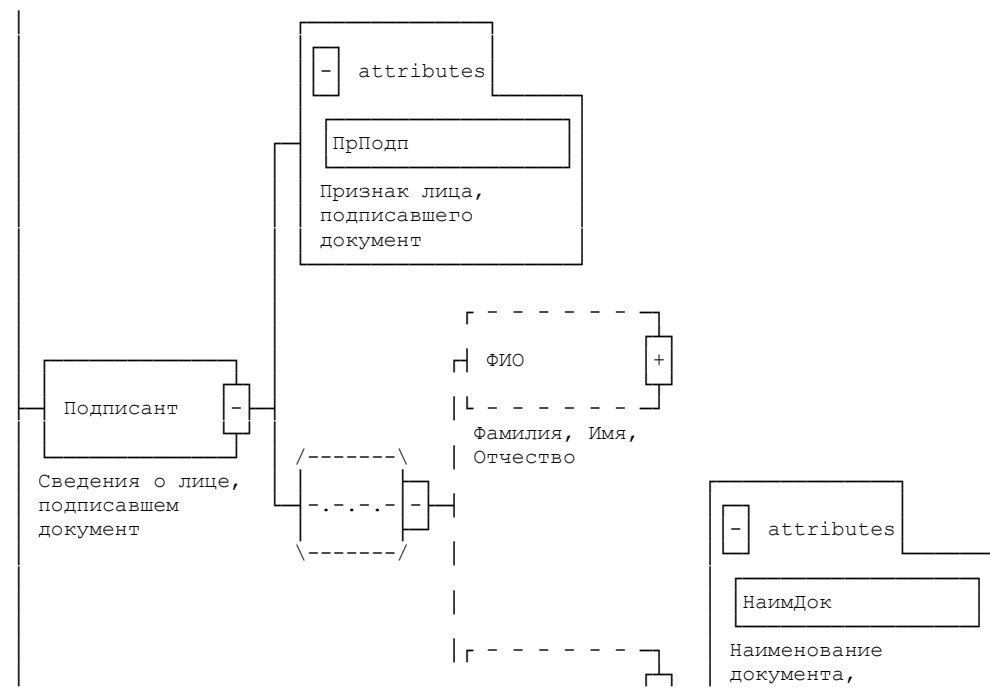 - attributes
ПрПодп
Признак лица,
подписавшего
документ
ФИО +
Подписант -
Фамилия, Имя,
Отчество
Сведения о лице,
подписавшем
документ
-.-.-.- -
- attributes
НаимДок
Наименование
документа,